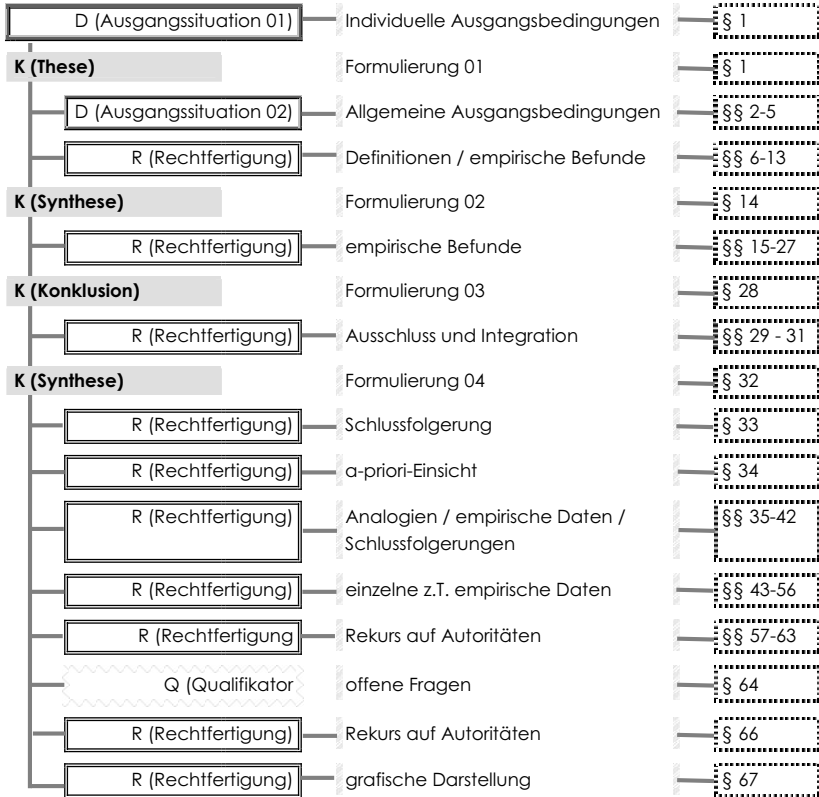 D (Ausgangssituation 01) Individuelle Ausgangsbedingungen § 1
K (These) Formulierung 01 § 1
D (Ausgangssituation 02) Allgemeine Ausgangsbedingungen §§ 2-5
R (Rechtfertigung) Definitionen / empirische Befunde §§ 6-13
K (Synthese) Formulierung 02 § 14
R (Rechtfertigung) empirische Befunde §§ 15-27
K (Konklusion) Formulierung 03 § 28
R (Rechtfertigung) Ausschluss und Integration §§ 29 - 31
K (Synthese) Formulierung 04 § 32
R (Rechtfertigung) Schlussfolgerung § 33
R (Rechtfertigung) a-priori-Einsicht § 34
R (Rechtfertigung) Analogien / empirische Daten / §§ 35-42
Schlussfolgerungen
R (Rechtfertigung) einzelne z.T. empirische Daten §§ 43-56
R (Rechtfertigung Rekurs auf Autoritäten §§ 57-63
Q (Qualifikator offene Fragen § 64
R (Rechtfertigung) Rekurs auf Autoritäten § 66
R (Rechtfertigung) grafische Darstellung § 67